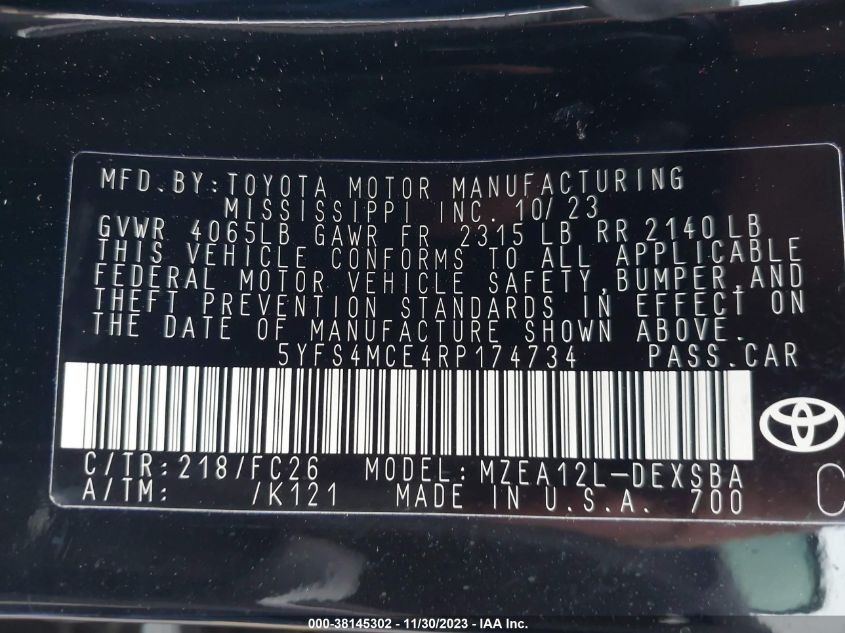 MFD. BY: TOYOTA MOTOR MANUFACTURING
MISSISSIPPI INC. 10/23
GVWR 4065LB GAWR FR 2315 LB RR 2140 LB
THIS VEHICLE CONFORMS TO ALL APPLICABLE
FEDERAL MOTOR VEHICLE SAFETY, BUMPER, AND
THEFT PREVENTION STANDARDS IN EFFECT ON
THE DATE OF MANUFACTURE SHOWN ABOVE.
5YFS4MCE4RP174734 PASS. CAR
C/TR: 218/FC26 MODEL: MZEA12L-DEXSBA
A/TM: /K121 MADE IN U.S.A. 700
C
000-38145302 - 11/30/2023 - © IAA Inc.